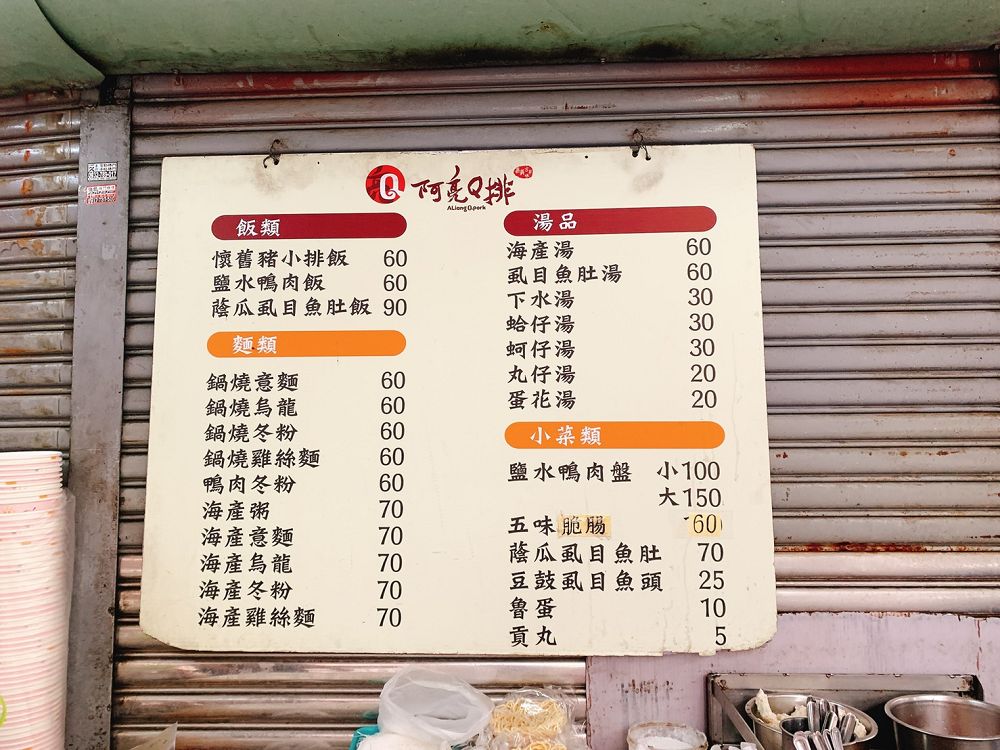 Q 阿亮Q排
ALiang Q.pork
飯類
懷舊豬小排飯 60
鹽水鴨肉飯 60
蔭瓜虱目魚肚飯 90
麵類
鍋燒意麵 60
鍋燒烏龍 60
鍋燒冬粉 60
鍋燒雞絲麵 60
鴨肉冬粉 60
海產粥 70
海產意麵 70
海產烏龍 70
海產冬粉 70
海產雞絲麵 70
湯品
海產湯 60
虱目魚肚湯 60
下水湯 30
蛤仔湯 30
蚵仔湯 30
丸仔湯 20
蛋花湯 20
小菜類
鹽水鴨肉盤 小100
大150
五味脆腸 60
蔭瓜虱目魚肚 70
豆鼓虱目魚頭 25
魯蛋 10
貢丸 5